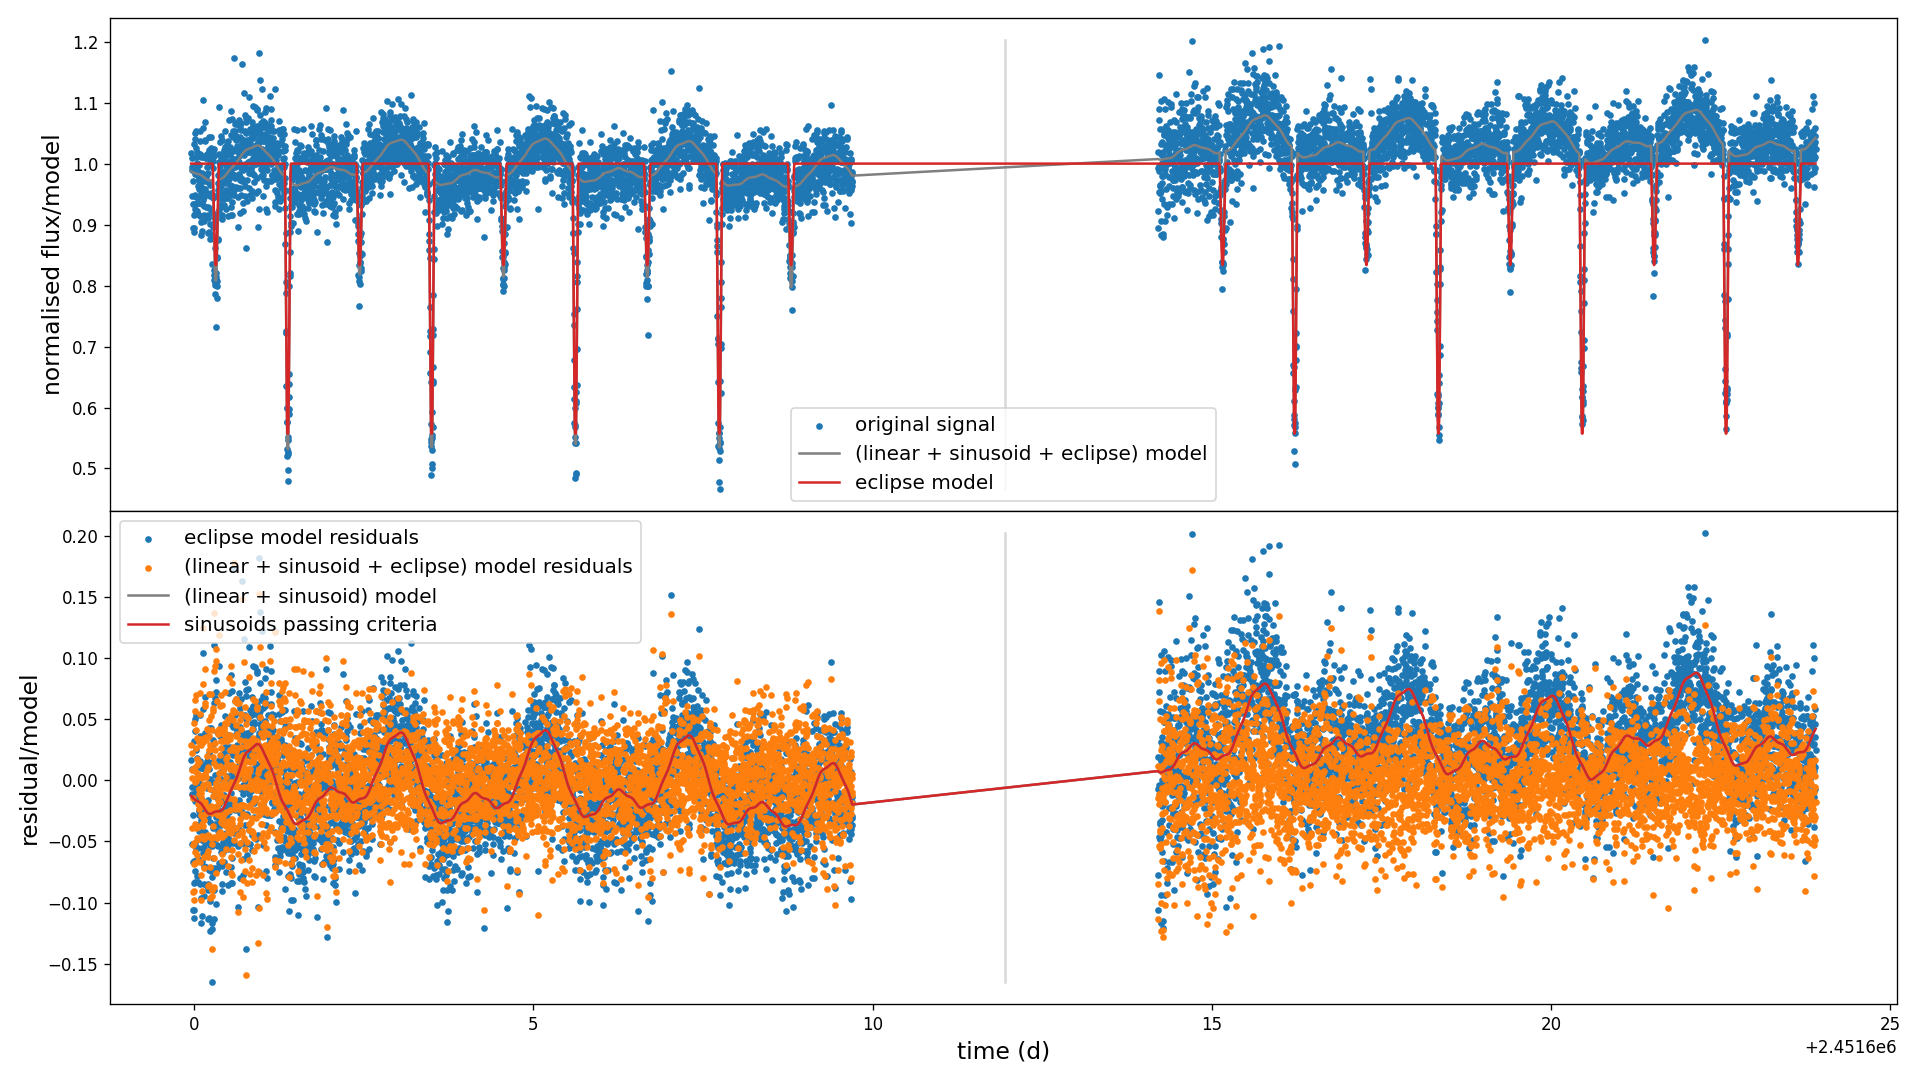 normalised flux/model
1.2
1.1
1.0
0.9
0.8
0.7
0.6
0.5
original signal
(linear + sinusoid + eclipse) model
eclipse model
residual/model
0.20
0.15
0.10
0.05
0.00
−0.05
−0.10
−0.15
eclipse model residuals
(linear + sinusoid + eclipse) model residuals
(linear + sinusoid) model
sinusoids passing criteria
0
5
10
15
20
25
time (d)
+2.4516e6